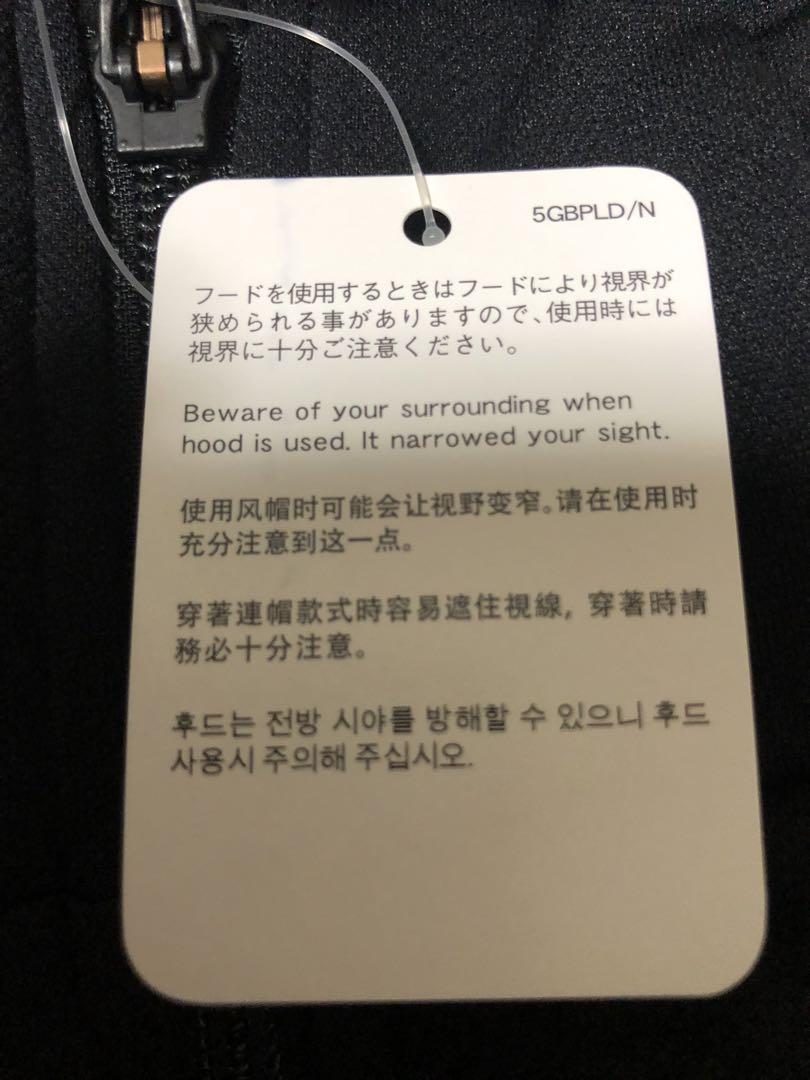 5GBPLD/N
フードを使用するときはフードにより視界が
狭められる事がありますので、使用時には
視界に十分ご注意ください。
Beware of your surrounding when
hood is used. It narrowed your sight.
使用风帽时可能会让视野变窄。请在使用时
充分注意到这一点。
穿著連帽款式時容易遮住視線，穿著時請
務必十分注意。
후드는 전방 시야를 방해할 수 있으니 후드
사용시 주의해 주십시오.